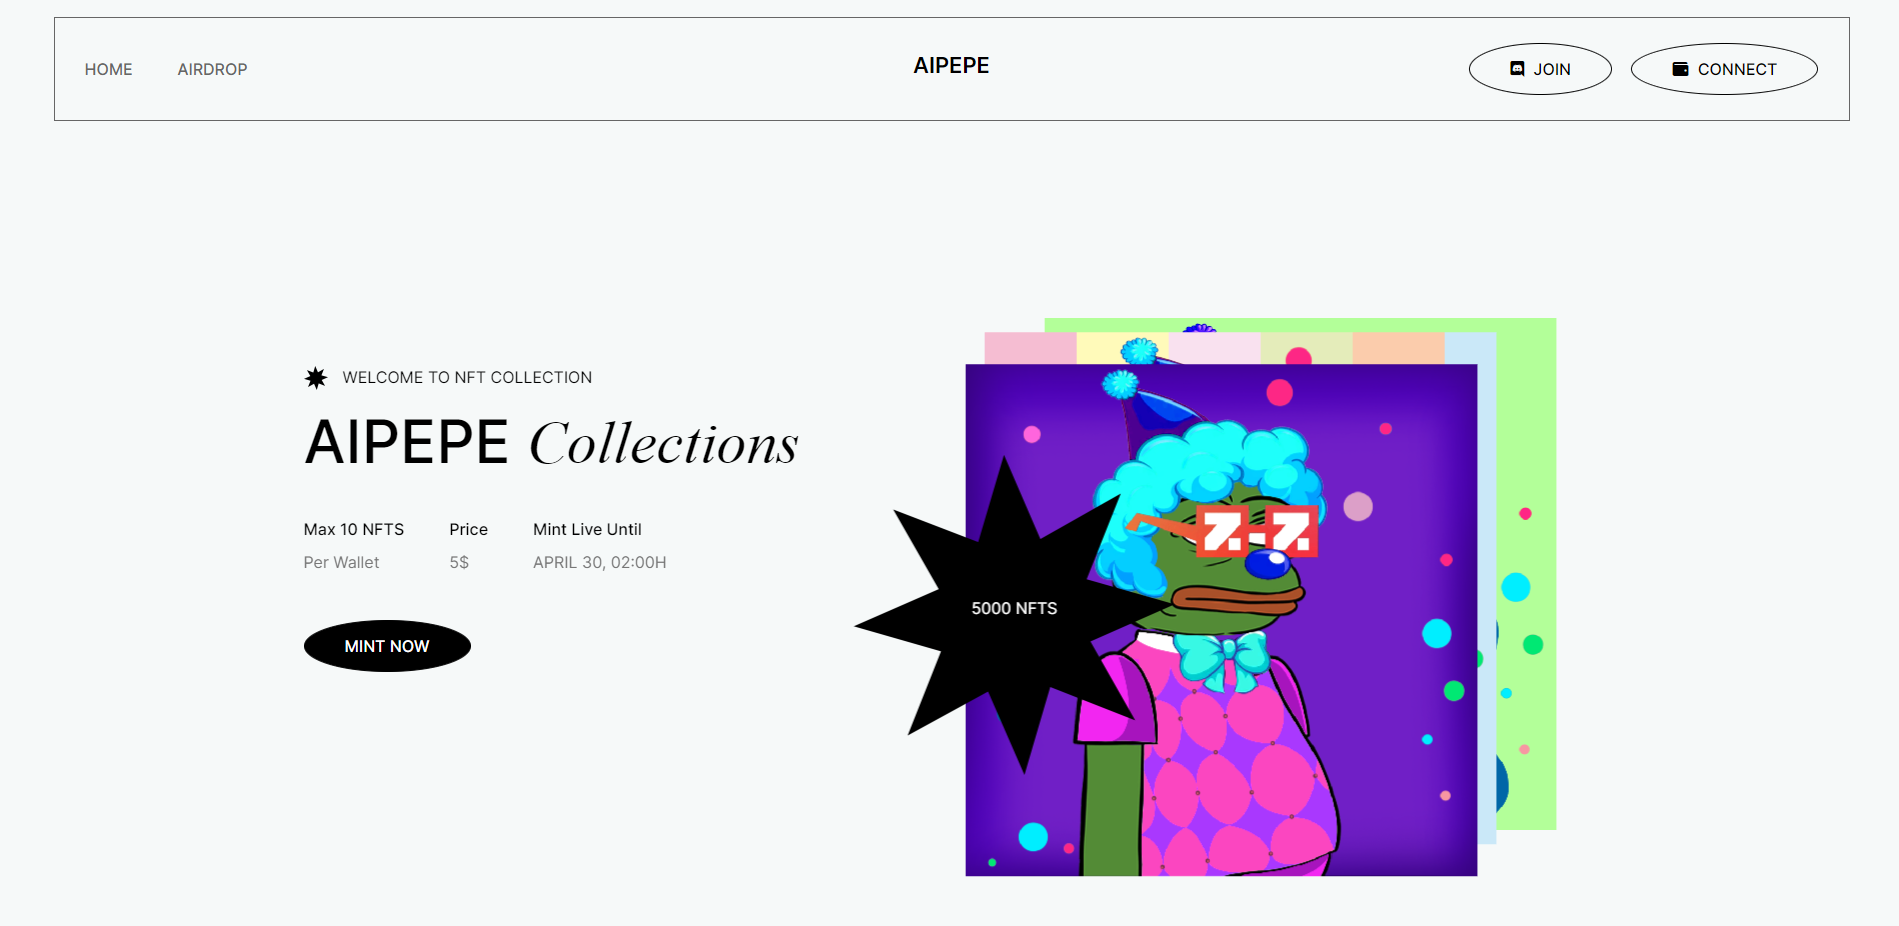 HOME
AIRDROP
AIPEPE
JOIN
CONNECT
WELCOME TO NFT COLLECTION
AIPEPE Collections
Max 10 NFTS
Per Wallet
Price
5$
Mint Live Until
APRIL 30, 02:00H
MINT NOW
5000 NFTS